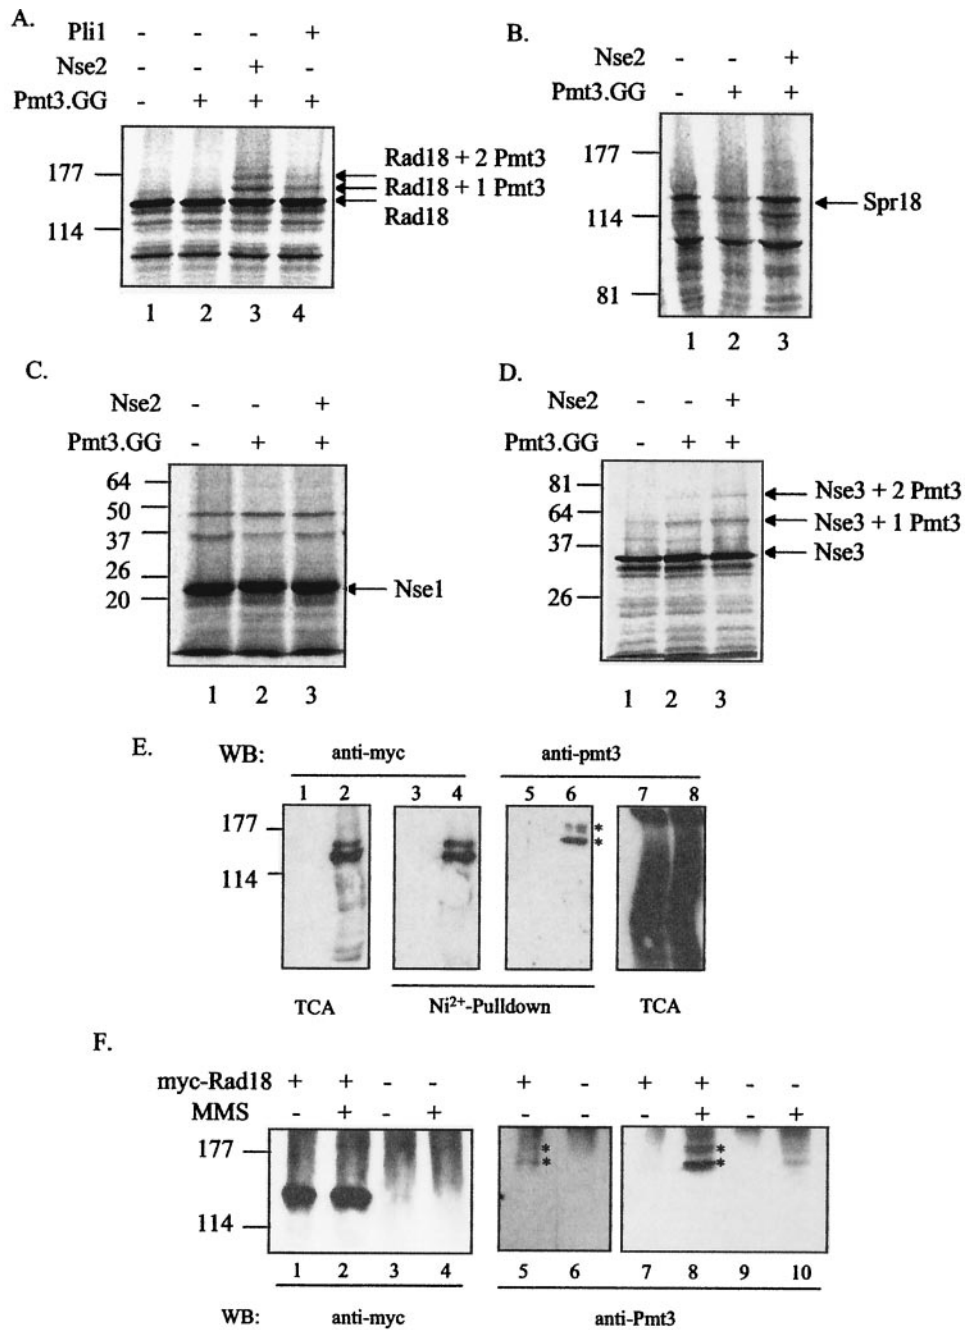 A.
Pli1 - - - +
Nse2 - - + -
Pmt3.GG - + + +
177
114
Rad18 + 2 Pmt3
Rad18 + 1 Pmt3
Rad18
1 2 3 4
B.
Nse2 - - +
Pmt3.GG - + +
177
114
81
Spr18
1 2 3
C.
Nse2 - - +
Pmt3.GG - + +
64
50
37
26
20
Nse1
1 2 3
D.
Nse2 - - +
Pmt3.GG - + +
81
64
37
26
Nse3 + 2 Pmt3
Nse3 + 1 Pmt3
Nse3
1 2 3
E.
WB: anti-myc anti-pmt3
1 2 3 4 5 6 7 8
177
114
*
*
TCA Ni²⁺-Pulldown TCA
F.
myc-Rad18 + + - - + - + + - -
MMS - + - + - - - + - +
177
114
* *
* *
1 2 3 4 5 6 7 8 9 10
WB: anti-myc anti-Pmt3